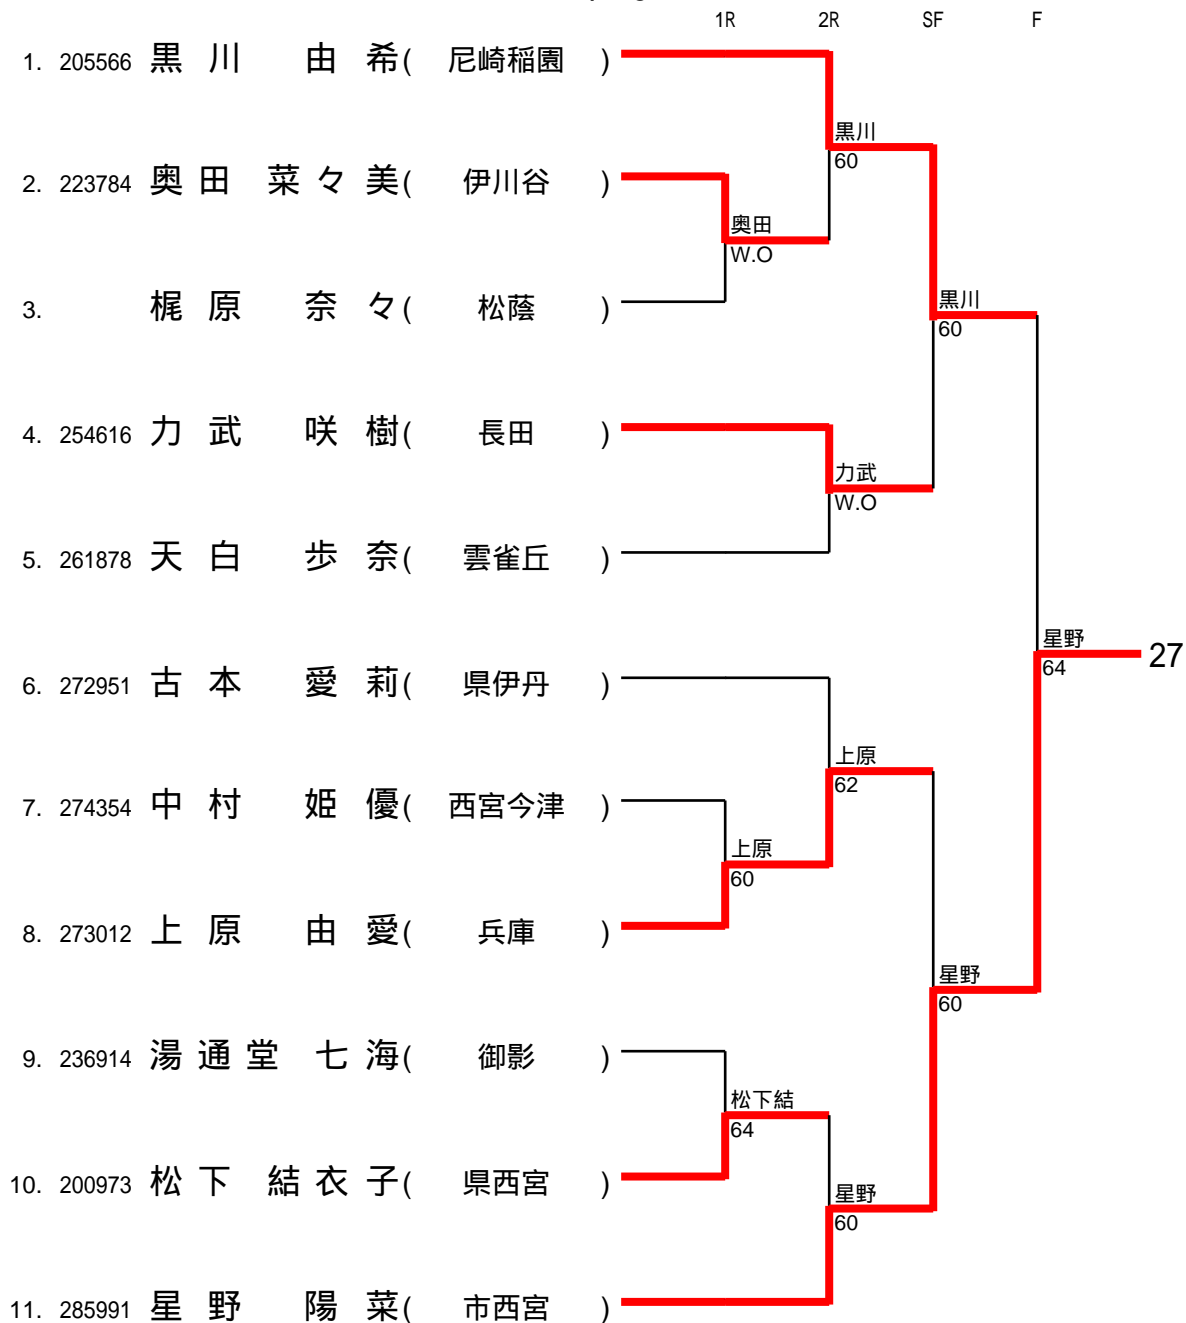 1R 2R SF F
1. 205566 黒川 由希( 尼崎稲園 )
黒川
60
2. 223784 奥田 菜々美( 伊川谷 )
奥田
W.O
3. 梶原 奈々( 松蔭 )
黒川
60
4. 254616 力武 咲樹( 長田 )
力武
W.O
5. 261878 天白 歩奈( 雲雀丘 )
星野 27
64
6. 272951 古本 愛莉( 県伊丹 )
上原
62
7. 274354 中村 姫優( 西宮今津 )
上原
60
8. 273012 上原 由愛( 兵庫 )
星野
60
9. 236914 湯通堂 七海( 御影 )
松下結
64
10. 200973 松下 結衣子( 県西宮 )
星野
60
11. 285991 星野 陽菜( 市西宮 )